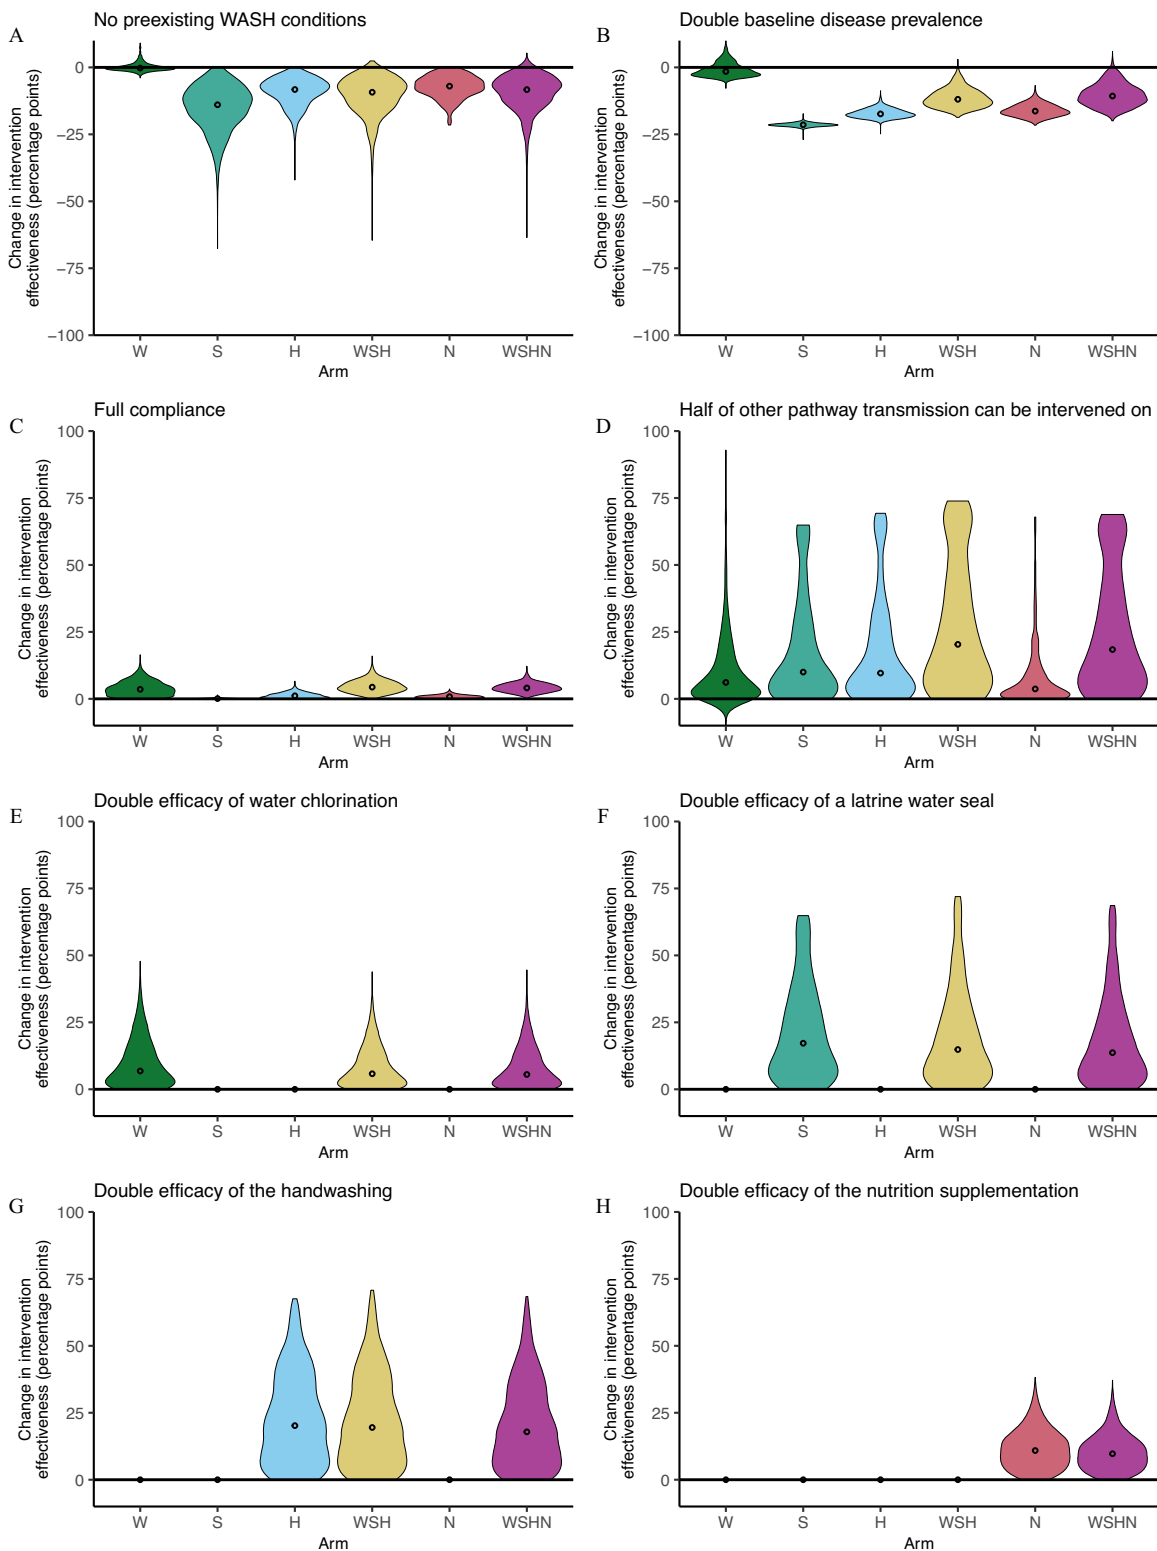 A
No preexisting WASH conditions
Change in intervention
effectiveness (percentage points)
0
−25
−50
−75
−100
W S H WSH N WSHN
Arm
B
Double baseline disease prevalence
Change in intervention
effectiveness (percentage points)
0
−25
−50
−75
−100
W S H WSH N WSHN
Arm
C
Full compliance
Change in intervention
effectiveness (percentage points)
100
75
50
25
0
W S H WSH N WSHN
Arm
D
Half of other pathway transmission can be intervened on
Change in intervention
effectiveness (percentage points)
100
75
50
25
0
W S H WSH N WSHN
Arm
E
Double efficacy of water chlorination
Change in intervention
effectiveness (percentage points)
100
75
50
25
0
W S H WSH N WSHN
Arm
F
Double efficacy of a latrine water seal
Change in intervention
effectiveness (percentage points)
100
75
50
25
0
W S H WSH N WSHN
Arm
G
Double efficacy of the handwashing
Change in intervention
effectiveness (percentage points)
100
75
50
25
0
W S H WSH N WSHN
Arm
H
Double efficacy of the nutrition supplementation
Change in intervention
effectiveness (percentage points)
100
75
50
25
0
W S H WSH N WSHN
Arm